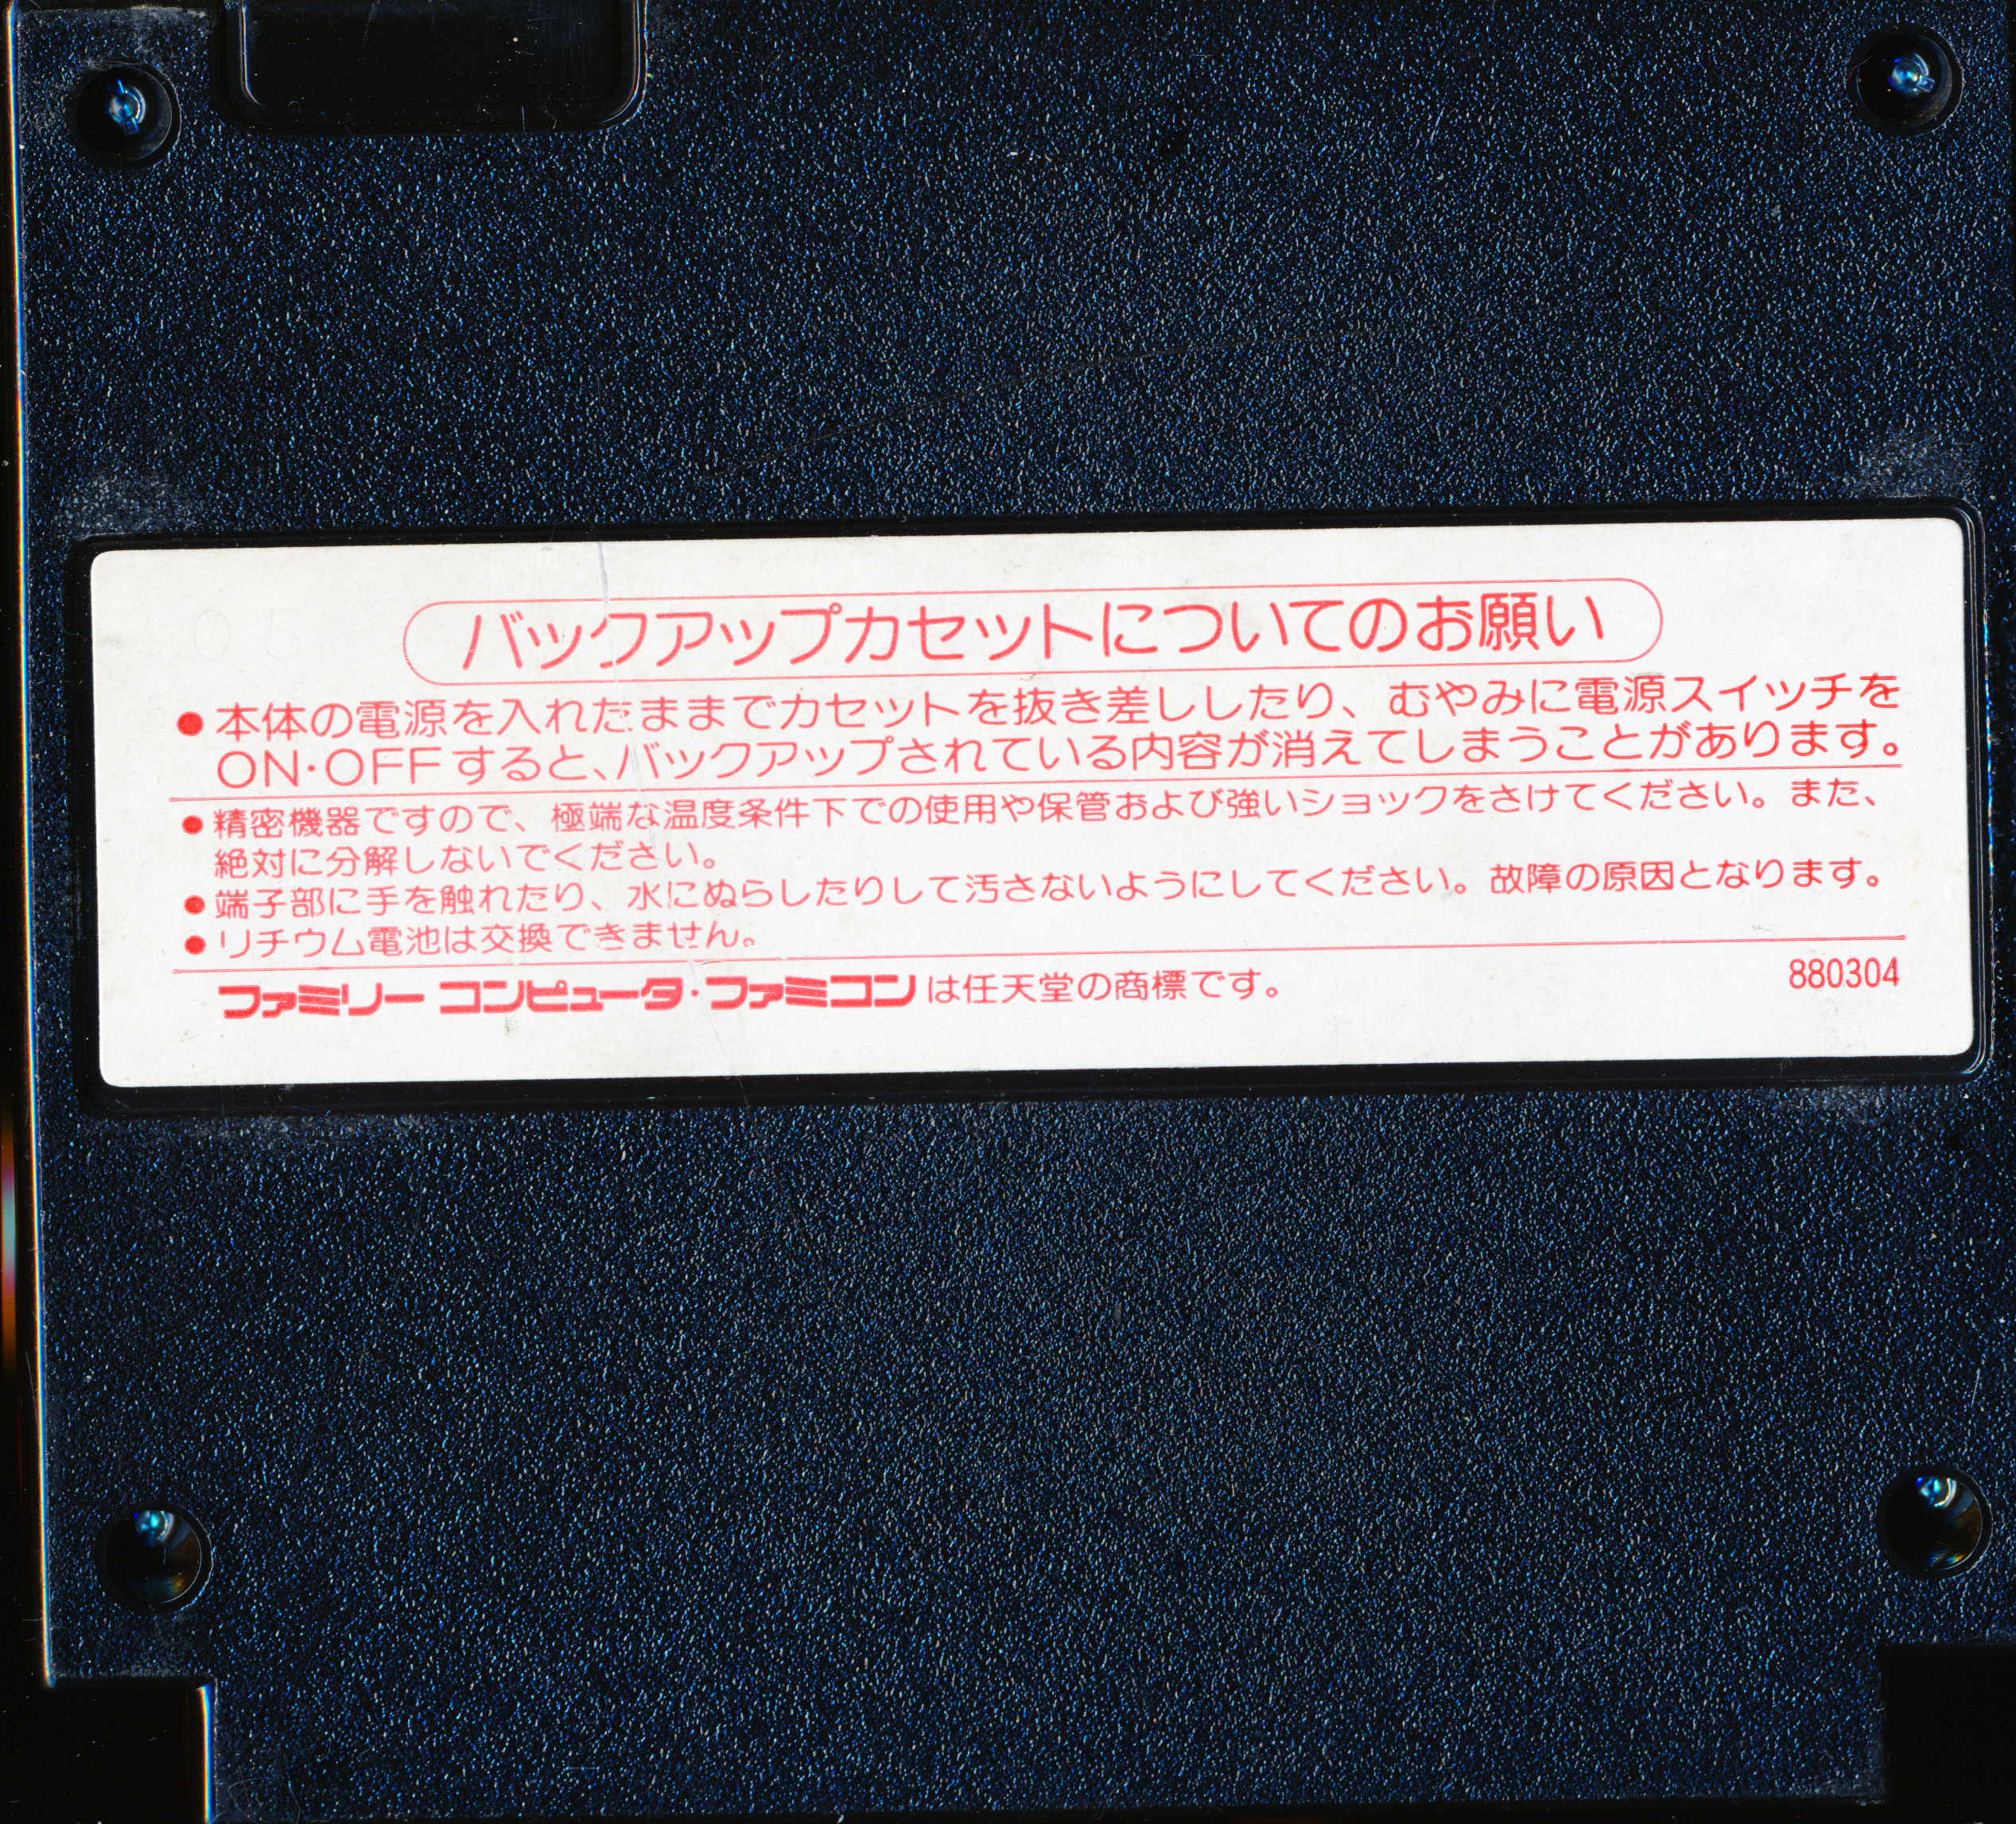 バックアップカセットについてのお願い
●本体の電源を入れたままでカセットを抜き差ししたり、むやみに電源スイッチを
ON・OFFすると、バックアップされている内容が消えてしまうことがあります。
●精密機器ですので、極端な温度条件下での使用や保管および強いショックをさけてください。また、
絶対に分解しないでください。
●端子部に手を触れたり、水にぬらしたりして汚さないようにしてください。故障の原因となります。
●リチウム電池は交換できません。
ファミリー コンピュータ・ファミコンは任天堂の商標です。
880304